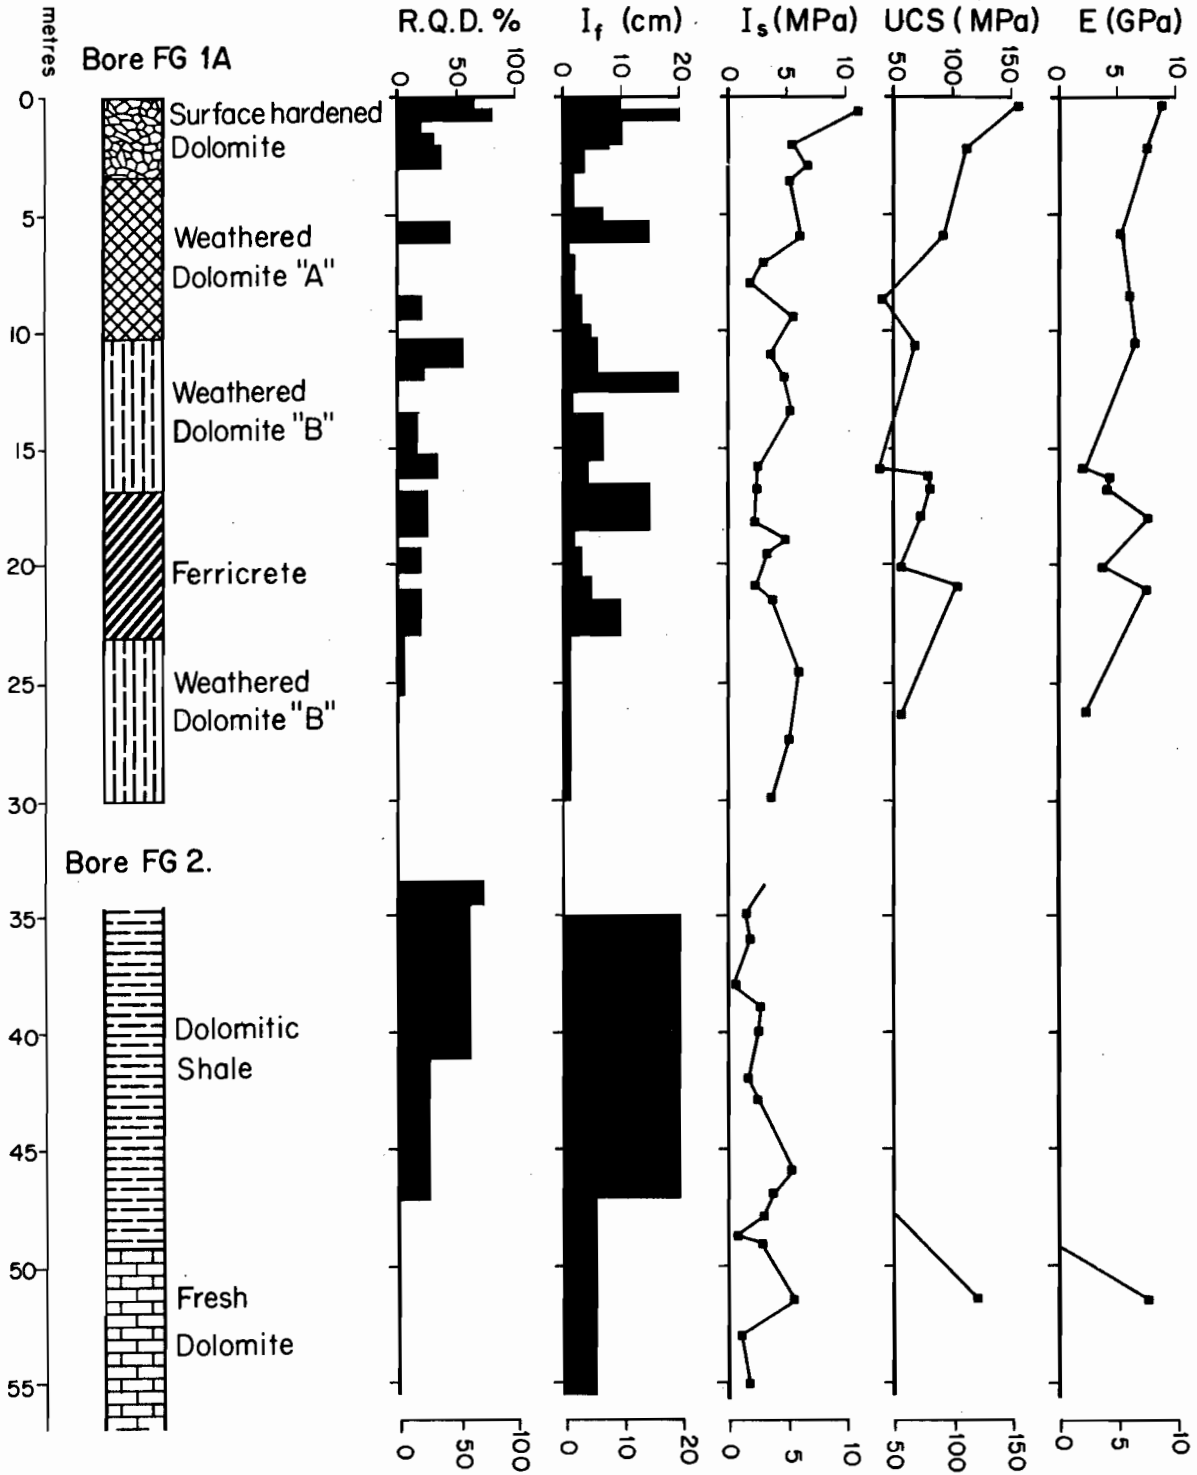 R.Q.D. %
I_f (cm)
I_s (MPa)
UCS (MPa)
E (GPa)
metres
Bore FG 1A
0 50 100
0 10 20
0 5 10
50 100 150
0 5 10
0
5
10
15
20
25
30
35
40
45
50
55
Surface hardened
Dolomite
Weathered
Dolomite "A"
Weathered
Dolomite "B"
Ferricrete
Weathered
Dolomite "B"
Bore FG 2.
Dolomitic
Shale
Fresh
Dolomite
0 50 100
0 10 20
0 5 10
50 100 150
0 5 10